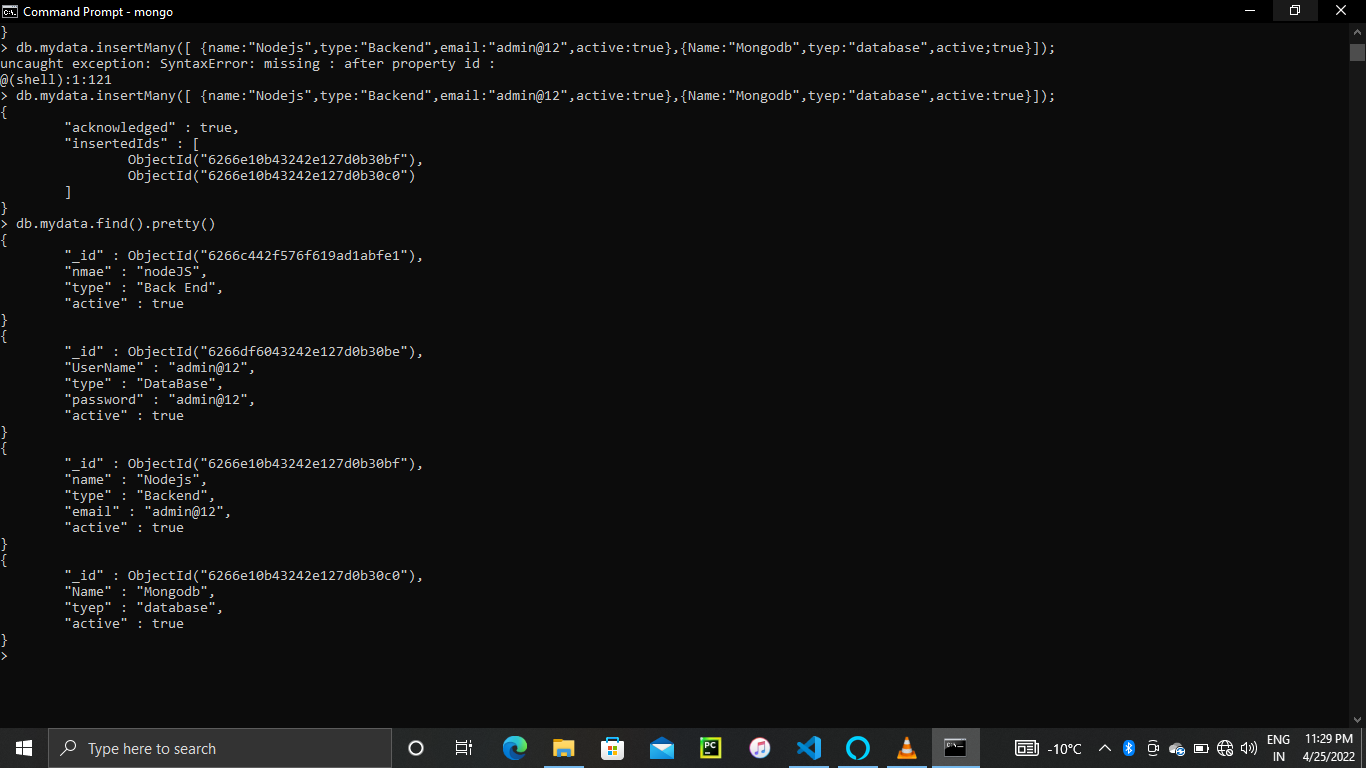 Command Prompt - mongo
}
> db.mydata.insertMany([ {name:"Nodejs",type:"Backend",email:"admin@12",active:true},{Name:"Mongodb",tyep:"database",active;true}]);
uncaught exception: SyntaxError: missing : after property id :
@(shell):1:121
> db.mydata.insertMany([ {name:"Nodejs",type:"Backend",email:"admin@12",active:true},{Name:"Mongodb",tyep:"database",active:true}]);
{
"acknowledged" : true,
"insertedIds" : [
ObjectId("6266e10b43242e127d0b30bf"),
ObjectId("6266e10b43242e127d0b30c0")
]
}
> db.mydata.find().pretty()
{
"_id" : ObjectId("6266c442f576f619ad1abfe1"),
"nmae" : "nodeJS",
"type" : "Back End",
"active" : true
}
{
"_id" : ObjectId("6266df6043242e127d0b30be"),
"UserName" : "admin@12",
"type" : "DataBase",
"password" : "admin@12",
"active" : true
}
{
"_id" : ObjectId("6266e10b43242e127d0b30bf"),
"name" : "Nodejs",
"type" : "Backend",
"email" : "admin@12",
"active" : true
}
{
"_id" : ObjectId("6266e10b43242e127d0b30c0"),
"Name" : "Mongodb",
"tyep" : "database",
"active" : true
}
>
Type here to search
PC
-10°C
ENG
IN
11:29 PM
4/25/2022